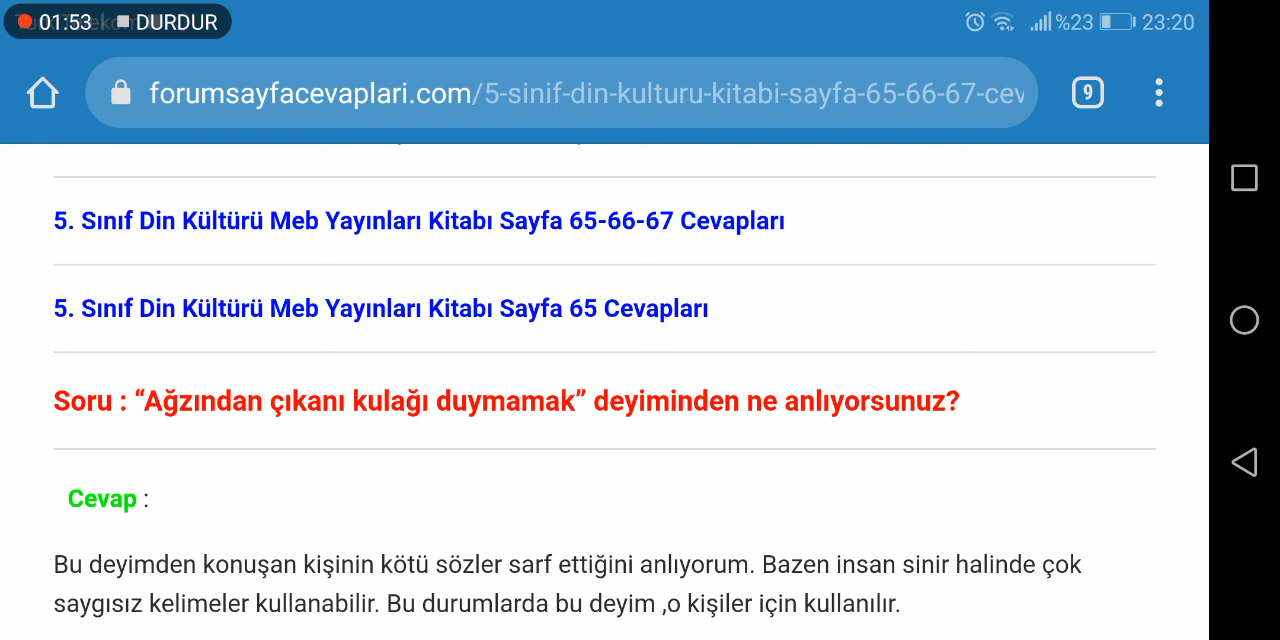 01:53 DURDUR %23 23:20
forumsayfacevaplari.com/5-sinif-din-kulturu-kitabi-sayfa-65-66-67-cev 9
5. Sınıf Din Kültürü Meb Yayınları Kitabı Sayfa 65-66-67 Cevapları
5. Sınıf Din Kültürü Meb Yayınları Kitabı Sayfa 65 Cevapları
Soru : “Ağzından çıkanı kulağı duymamak” deyiminden ne anlıyorsunuz?
Cevap :
Bu deyimden konuşan kişinin kötü sözler sarf ettiğini anlıyorum. Bazen insan sinir halinde çok
saygısız kelimeler kullanabilir. Bu durumlarda bu deyim ,o kişiler için kullanılır.